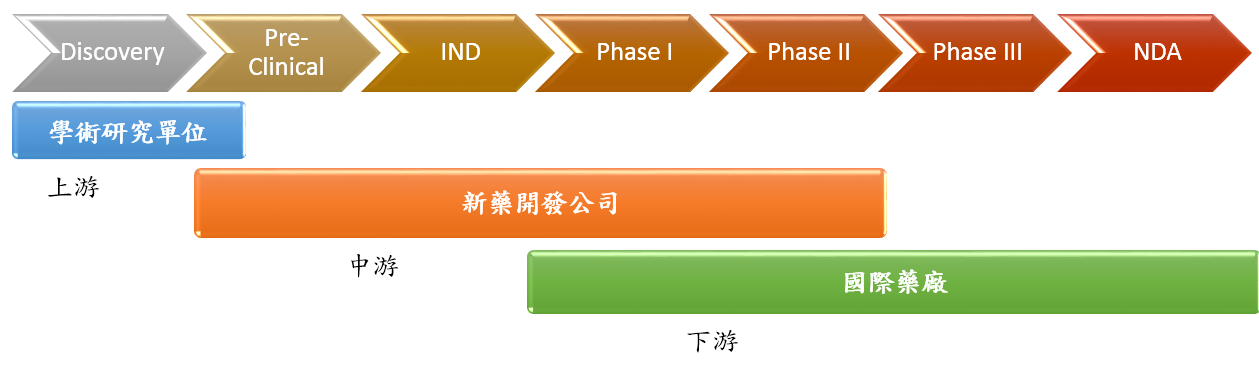 Discovery
Pre-
Clinical
IND
Phase I
Phase II
Phase III
NDA
學術研究單位
上游
新藥開發公司
中游
國際藥廠
下游